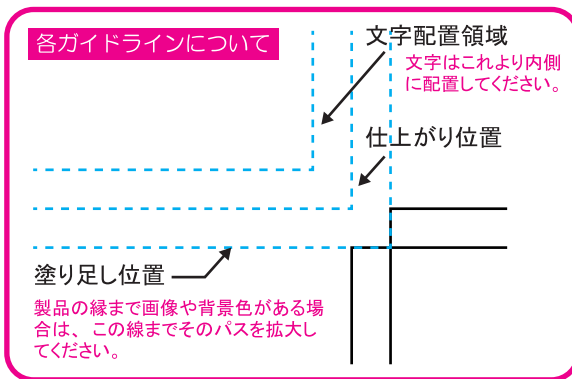 各ガイドラインについて
文字配置領域
文字はこれより内側
に配置してください。
仕上がり位置
塗り足し位置
製品の縁まで画像や背景色がある場
合は、この線までそのパスを拡大し
てください。